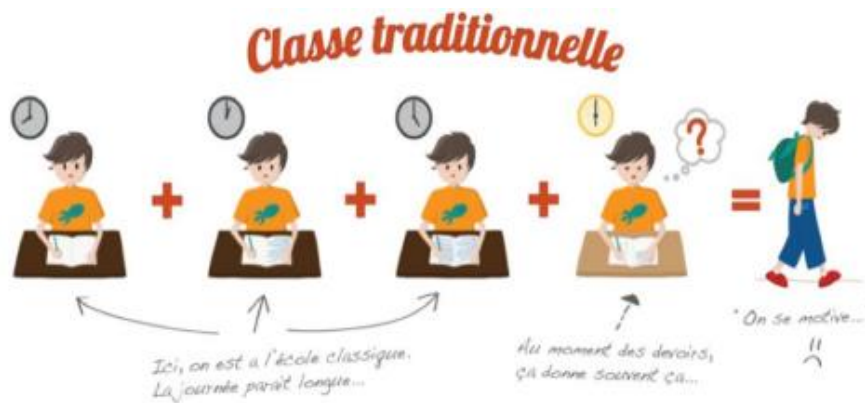 Classe traditionnelle
?
+ + + =
Ici, on est a l'école classique.
La journée paraît longue...
Au moment des devoirs,
ça donne souvent ça...
" On se motive...